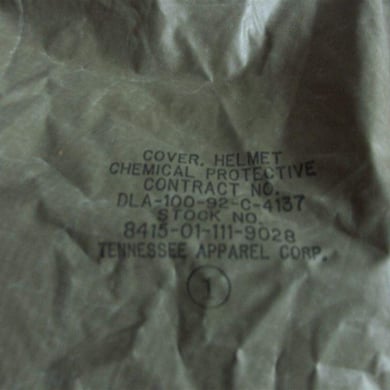 COVER, HELMET
CHEMICAL PROTECTIVE
CONTRACT NO.
DLA-100-92-C-4137
STOCK NO.
8415-01-111-9028
TENNESSEE APPAREL CORP.
1